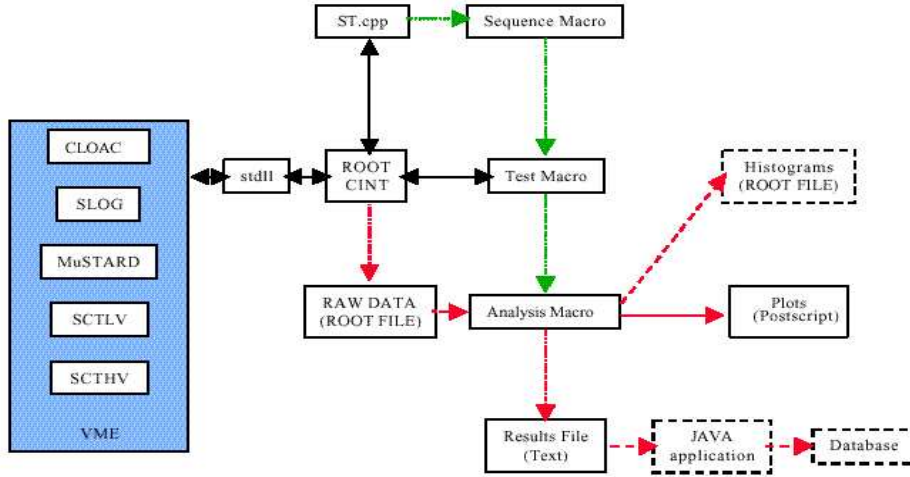 ST.cpp
Sequence Macro
CLOAC
SLOG
MuSTARD
SCTLV
SCTHV
VME
stdll
ROOT
CINT
Test Macro
Histograms
(ROOT FILE)
RAW DATA
(ROOT FILE)
Analysis Macro
Plots
(Postscript)
Results File
(Text)
JAVA
application
Database